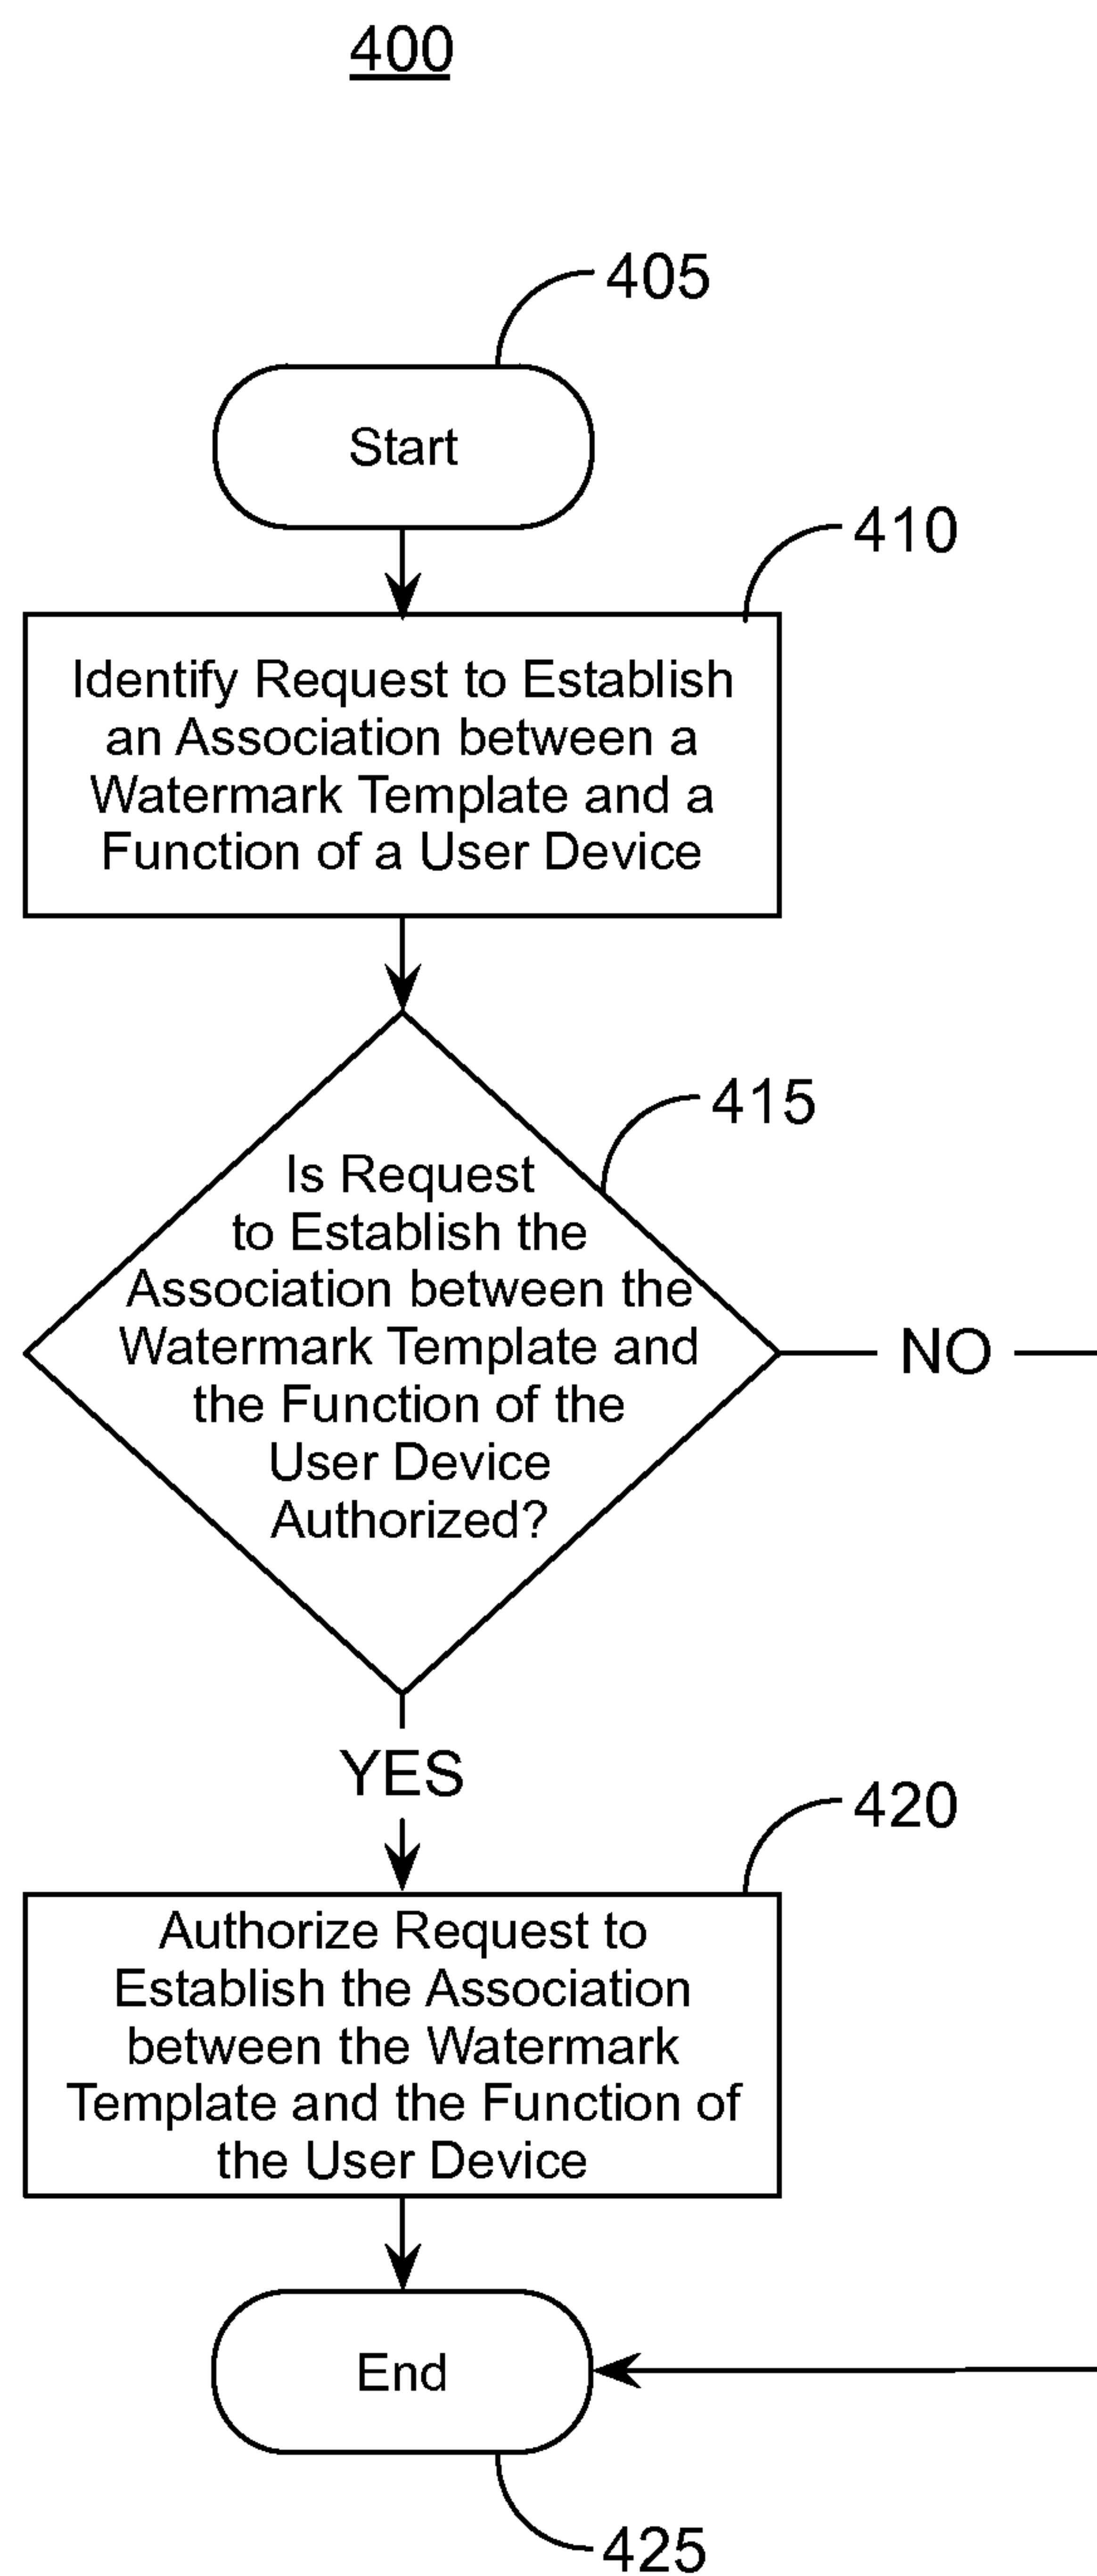 400
405
Start
410
Identify Request to Establish
an Association between a
Watermark Template and a
Function of a User Device
415
Is Request
to Establish the
Association between the
Watermark Template and
the Function of the
User Device
Authorized?
NO
YES
420
Authorize Request to
Establish the Association
between the Watermark
Template and the Function of
the User Device
End
425